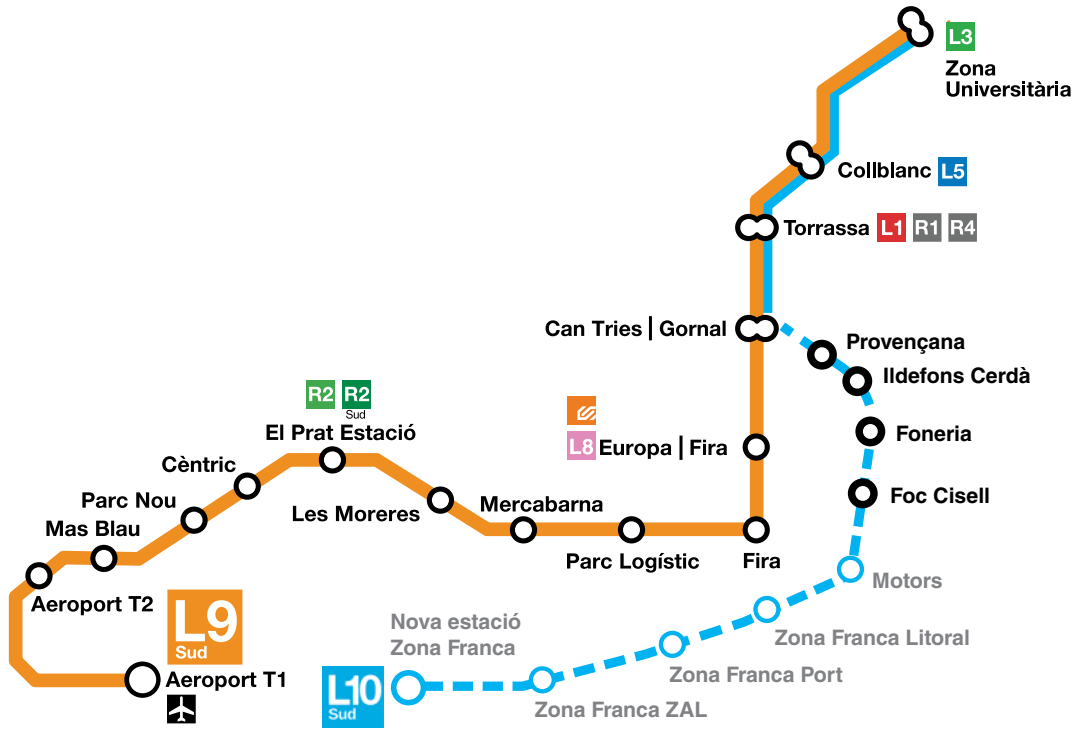 L3
Zona
Universitària
Collblanc L5
Torrassa L1 R1 R4
Can Tries | Gornal
Provençana
Ildefons Cerdà
R2 R2
Sud
El Prat Estació
L8 Europa | Fira
Foneria
Cèntric
Foc Cisell
Parc Nou
Mas Blau
Les Moreres
Mercabarna
Parc Logístic
Fira
Motors
Aeroport T2
L9
Sud
Aeroport T1
Nova estació
Zona Franca
Zona Franca Litoral
Zona Franca Port
L10
Sud
Zona Franca ZAL